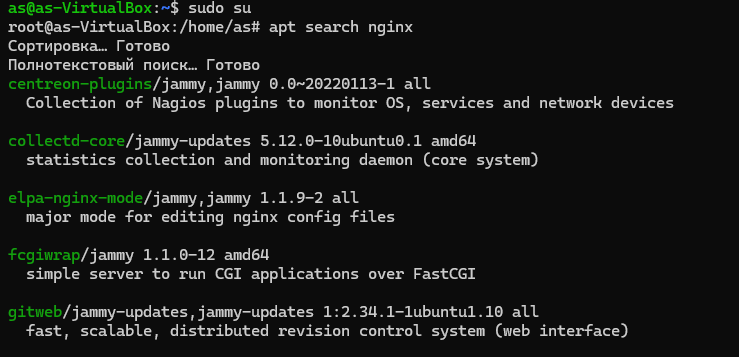 as@as-VirtualBox:~$ sudo su
root@as-VirtualBox:/home/as# apt search nginx
Сортировка… Готово
Полнотекстовый поиск… Готово
centreon-plugins/jammy,jammy 0.0~20220113-1 all
  Collection of Nagios plugins to monitor OS, services and network devices

collectd-core/jammy-updates 5.12.0-10ubuntu0.1 amd64
  statistics collection and monitoring daemon (core system)

elpa-nginx-mode/jammy,jammy 1.1.9-2 all
  major mode for editing nginx config files

fcgiwrap/jammy 1.1.0-12 amd64
  simple server to run CGI applications over FastCGI

gitweb/jammy-updates,jammy-updates 1:2.34.1-1ubuntu1.10 all
  fast, scalable, distributed revision control system (web interface)